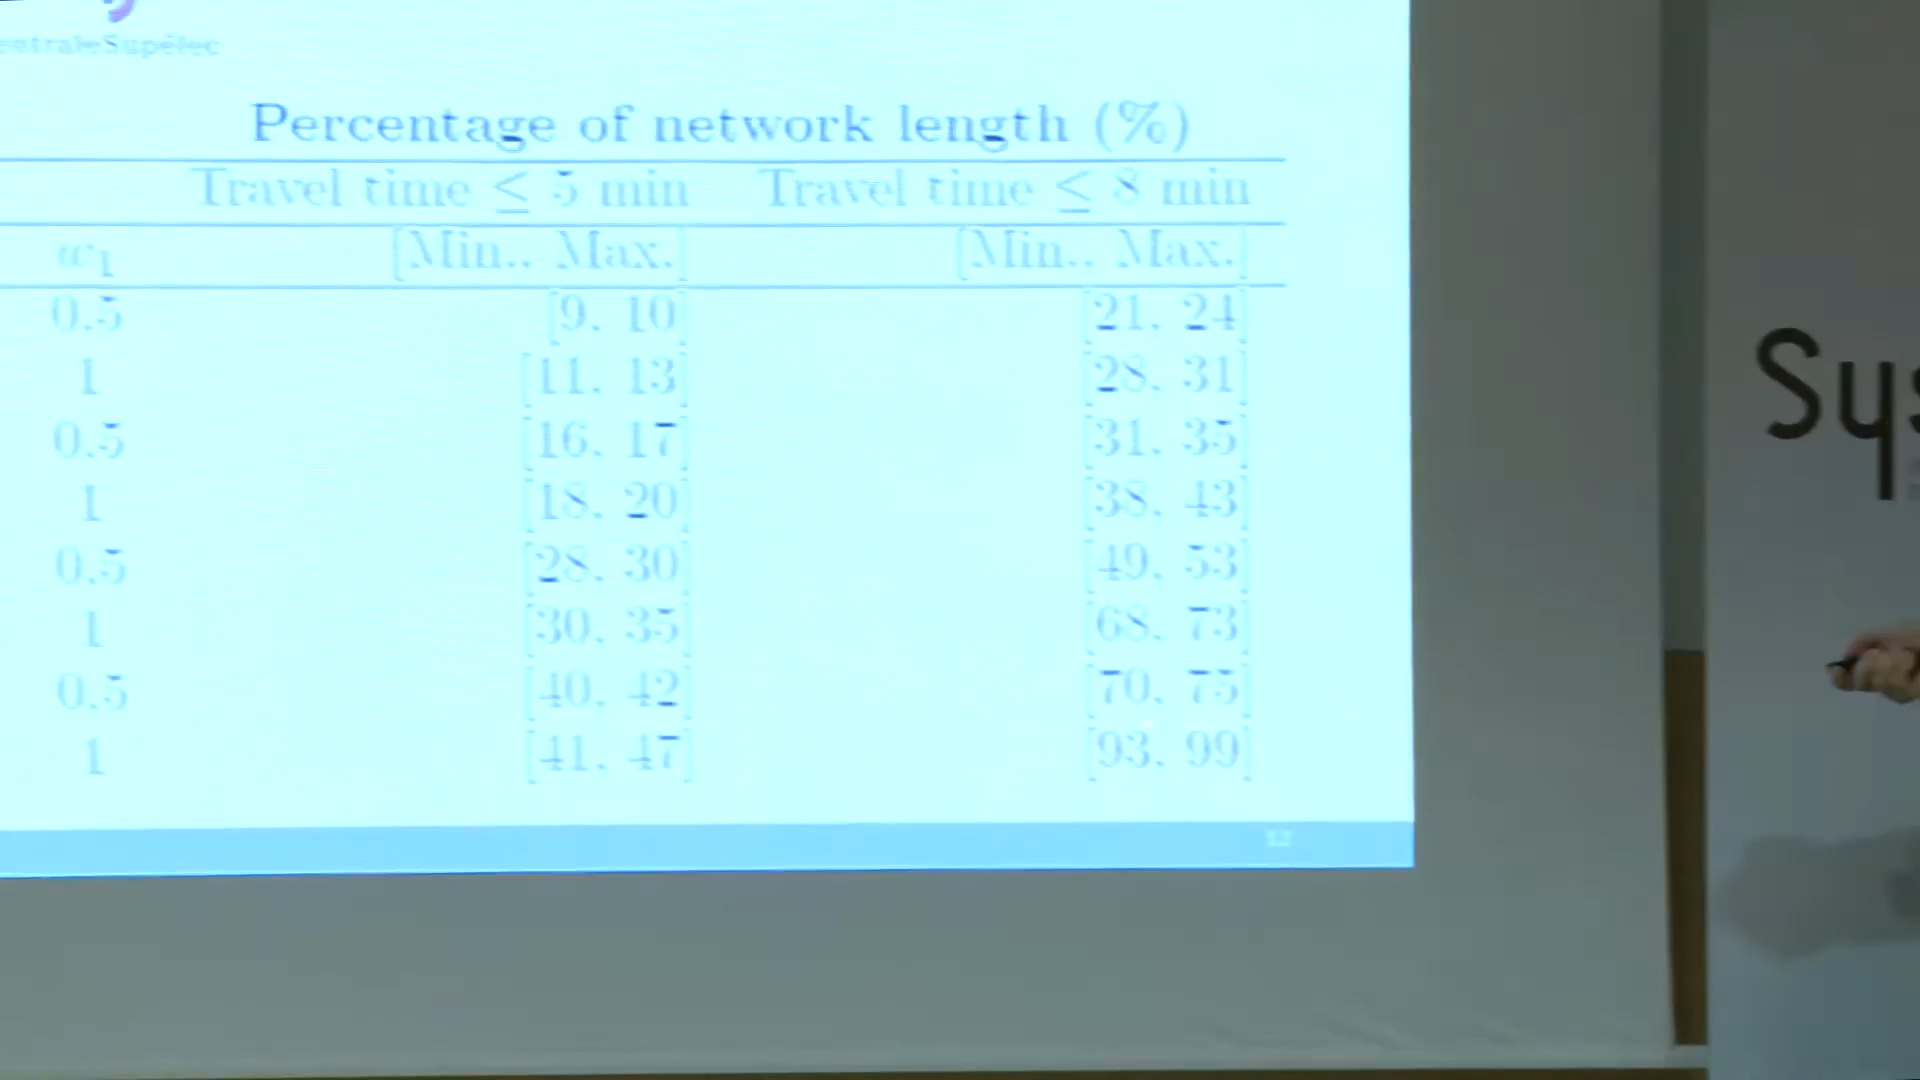 entraleSupélec
Percentage of network length (%)
Travel time ≤ 5 min Travel time ≤ 8 min
w1 [Min., Max.] [Min., Max.]
0.5 [9, 10] [21, 24]
1 [11, 13] [28, 31]
0.5 [16, 17] [31, 35]
1 [18, 20] [38, 43]
0.5 [28, 30] [49, 53]
1 [30, 35] [68, 73]
0.5 [40, 42] [70, 75]
1 [41, 47] [93, 99]
12
Sys